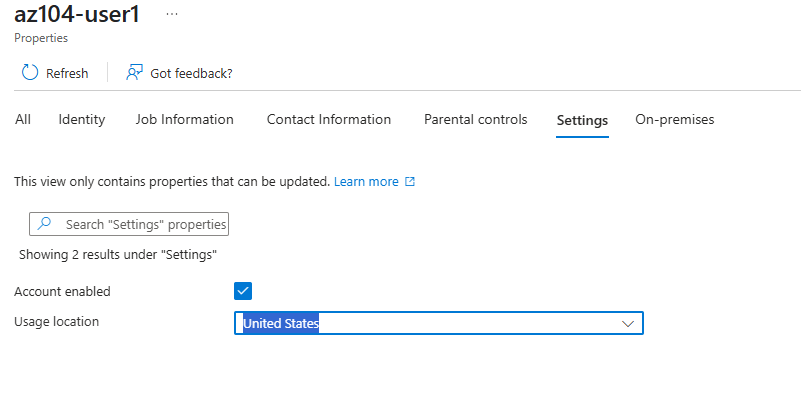 az104-user1 ...
Properties
Refresh Got feedback?
All Identity Job Information Contact Information Parental controls Settings On-premises
This view only contains properties that can be updated. Learn more
Search "Settings" properties
Showing 2 results under "Settings"
Account enabled
Usage location United States